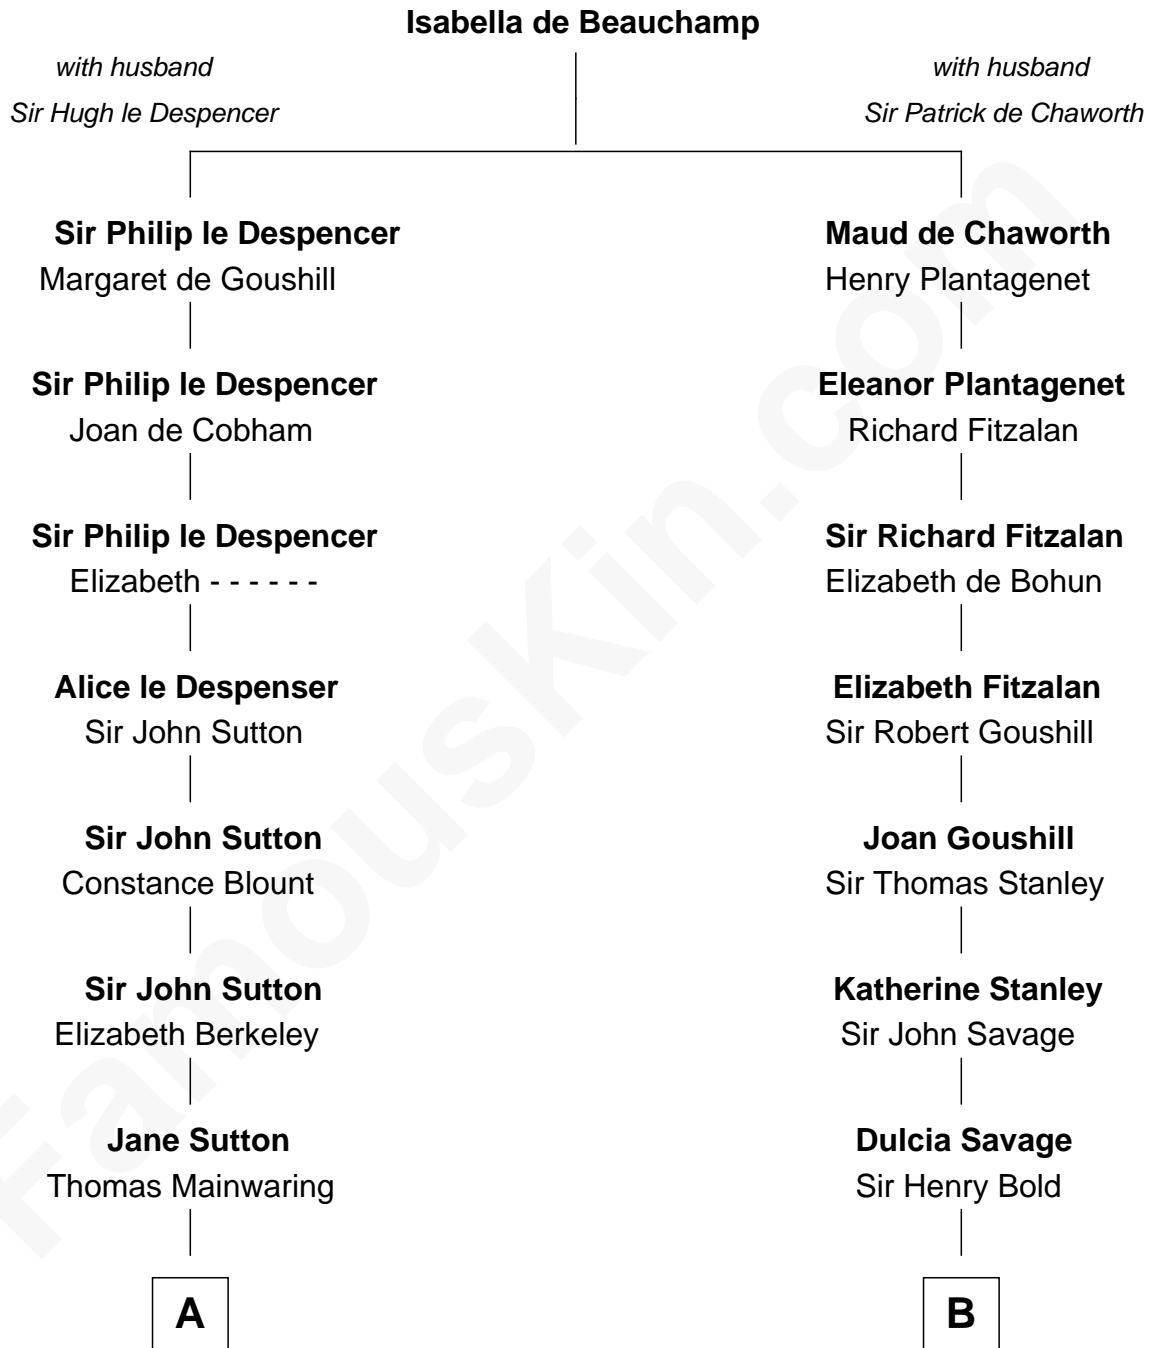 Isabella de Beauchamp
with husband
Sir Hugh le Despencer
with husband
Sir Patrick de Chaworth
Sir Philip le Despencer
Margaret de Goushill
Maud de Chaworth
Henry Plantagenet
Sir Philip le Despencer
Joan de Cobham
Eleanor Plantagenet
Richard Fitzalan
Sir Philip le Despencer
Elizabeth - - - - - -
Sir Richard Fitzalan
Elizabeth de Bohun
Alice le Despenser
Sir John Sutton
Elizabeth Fitzalan
Sir Robert Goushill
Sir John Sutton
Constance Blount
Joan Goushill
Sir Thomas Stanley
Sir John Sutton
Elizabeth Berkeley
Katherine Stanley
Sir John Savage
Jane Sutton
Thomas Mainwaring
Dulcia Savage
Sir Henry Bold
A
B
FamousKin.com